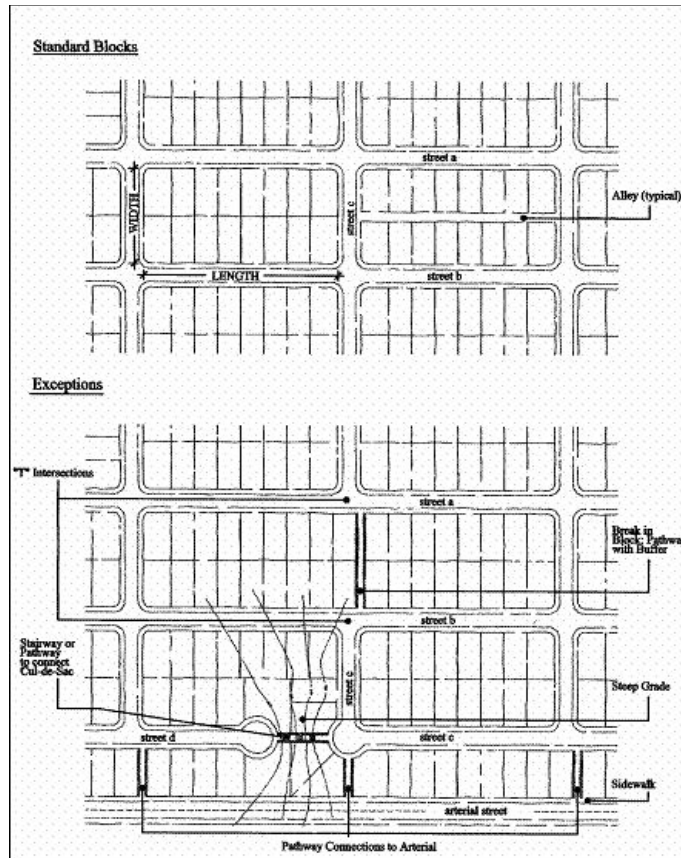 Standard Blocks
street a
WIDTH
street c
Alley (typical)
LENGTH
street b
Exceptions
"T" Intersections
street a
Break in
Block; Pathway
with Buffer
street b
Stairway or
Pathway
to connect
Cul-de-Sac
street c
Steep Grade
street d
street c
Sidewalk
arterial street
Pathway Connections to Arterial